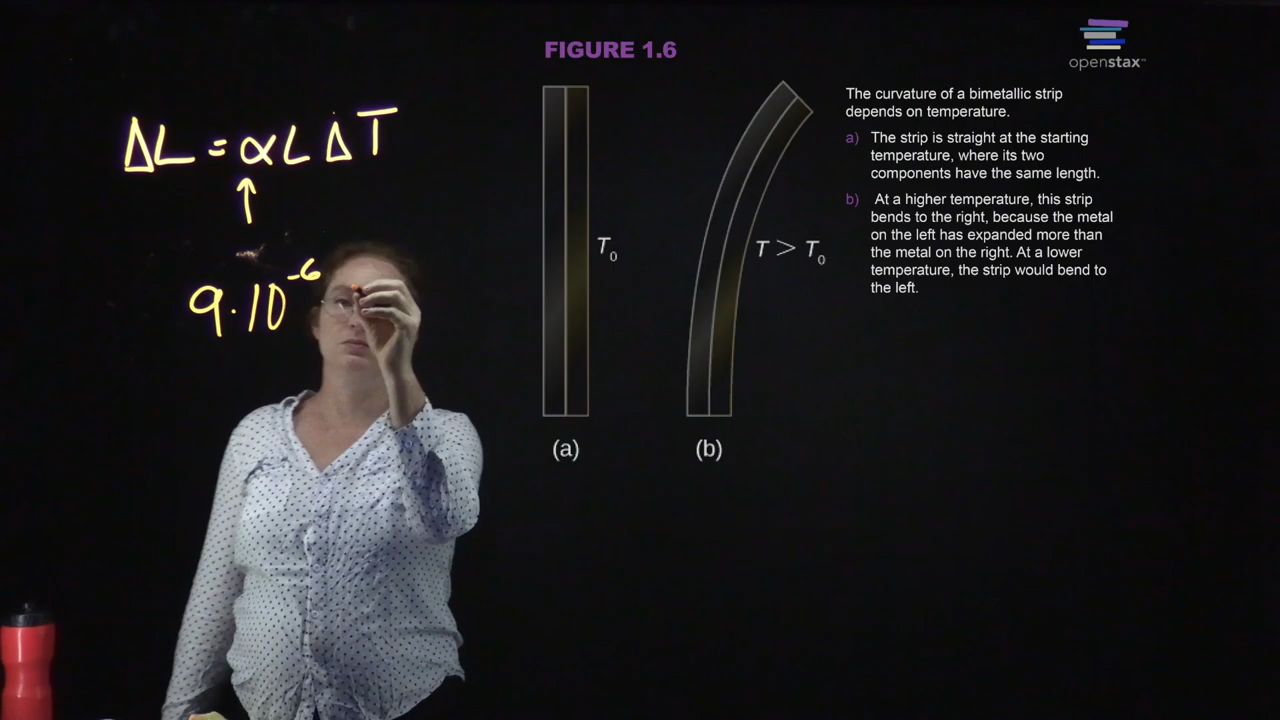 FIGURE 1.6
openstax™
ΔL = αLΔT
↑
9·10⁻⁶
T₀
(a)
T > T₀
(b)
The curvature of a bimetallic strip
depends on temperature.
a) The strip is straight at the starting
temperature, where its two
components have the same length.
b) At a higher temperature, this strip
bends to the right, because the metal
on the left has expanded more than
the metal on the right. At a lower
temperature, the strip would bend to
the left.